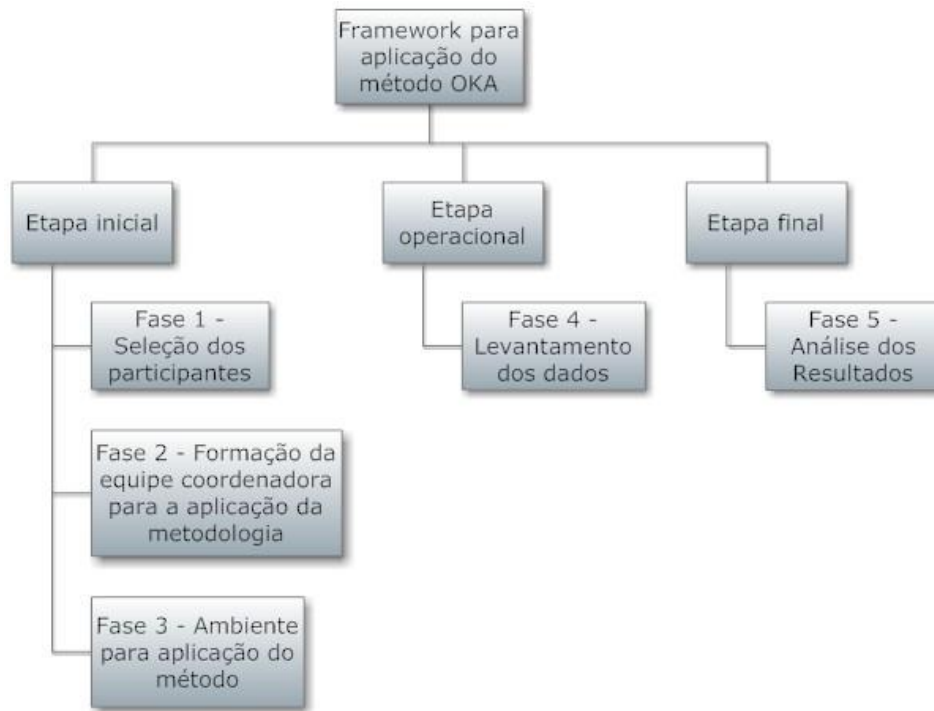 Framework para
aplicação do
método OKA
Etapa inicial
Etapa
operacional
Etapa final
Fase 1 -
Seleção dos
participantes
Fase 4 -
Levantamento
dos dados
Fase 5 -
Análise dos
Resultados
Fase 2 - Formação da
equipe coordenadora
para a aplicação da
metodologia
Fase 3 - Ambiente
para aplicação do
método